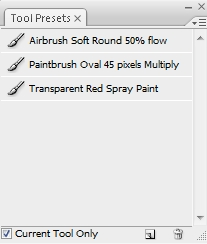 Tool Presets
Airbrush Soft Round 50% flow
Paintbrush Oval 45 pixels Multiply
Transparent Red Spray Paint
Current Tool Only